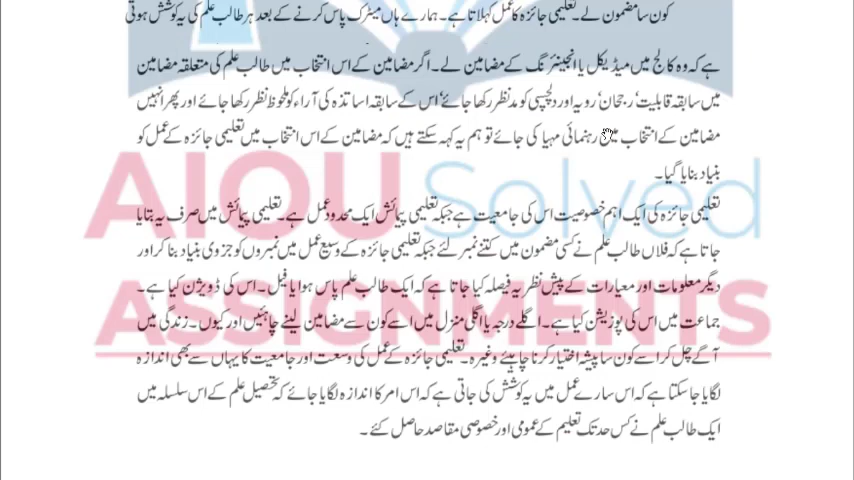 کون سا مضمون لے۔ تعلیمی جائزہ کا عمل کہلاتا ہے۔ ہمارے ہاں میٹرک پاس کرنے کے بعد ہر طالب علم کی یہ کوشش ہوتی
ہے کہ وہ کالج میں میڈیکل یا انجینئرنگ کے مضامین لے۔ اگر مضامین کے اس انتخاب میں طالب علم کی متعلقہ مضامین
میں سابقہ قابلیت‘ رجحان‘ رویہ اور دلچسپی کو مدنظر رکھا جائے‘ اس کے سابقہ اساتذہ کی آراء کو ملحوظ نظر رکھا جائے اور پھر انہیں
مضامین کے انتخاب میں رہنمائی مہیا کی جائے تو ہم یہ کہہ سکتے ہیں کہ مضامین کے اس انتخاب میں تعلیمی جائزہ کے عمل کو
بنیاد بنایا گیا۔
تعلیمی جائزہ کی ایک اہم خصوصیت اس کی جامعیت ہے جبکہ تعلیمی پیمائش ایک محدود عمل ہے۔ تعلیمی پیمائش میں صرف یہ بتایا
جاتا ہے کہ فلاں طالب علم نے کسی مضمون میں کتنے نمبر لئے جبکہ تعلیمی جائزہ کے وسیع عمل میں نمبروں کو جزوی بنیاد بنا کر اور
دیگر معلومات اور معیارات کے پیش نظر یہ فیصلہ کیا جاتا ہے کہ ایک طالب علم پاس ہوا یا فیل۔ اس کی ڈویژن کیا ہے۔
جماعت میں اس کی پوزیشن کیا ہے۔ اگلے درجہ یا اگلی منزل میں اسے کون سے مضامین لینے چاہئیں اور کیوں۔ زندگی میں
آگے چل کر اسے کون سا پیشہ اختیار کرنا چاہیئے وغیرہ۔ تعلیمی جائزہ کے عمل کی وسعت اور جامعیت کا یہاں سے بھی اندازہ
لگایا جاسکتا ہے کہ اس سارے عمل میں یہ کوشش کی جاتی ہے کہ اس امر کا اندازہ لگایا جائے کہ تحصیل علم کے اس سلسلہ میں
ایک طالب علم نے کس حد تک تعلیم کے عمومی اور خصوصی مقاصد حاصل کئے۔
AIOU Solved
ASSIGNMENTS